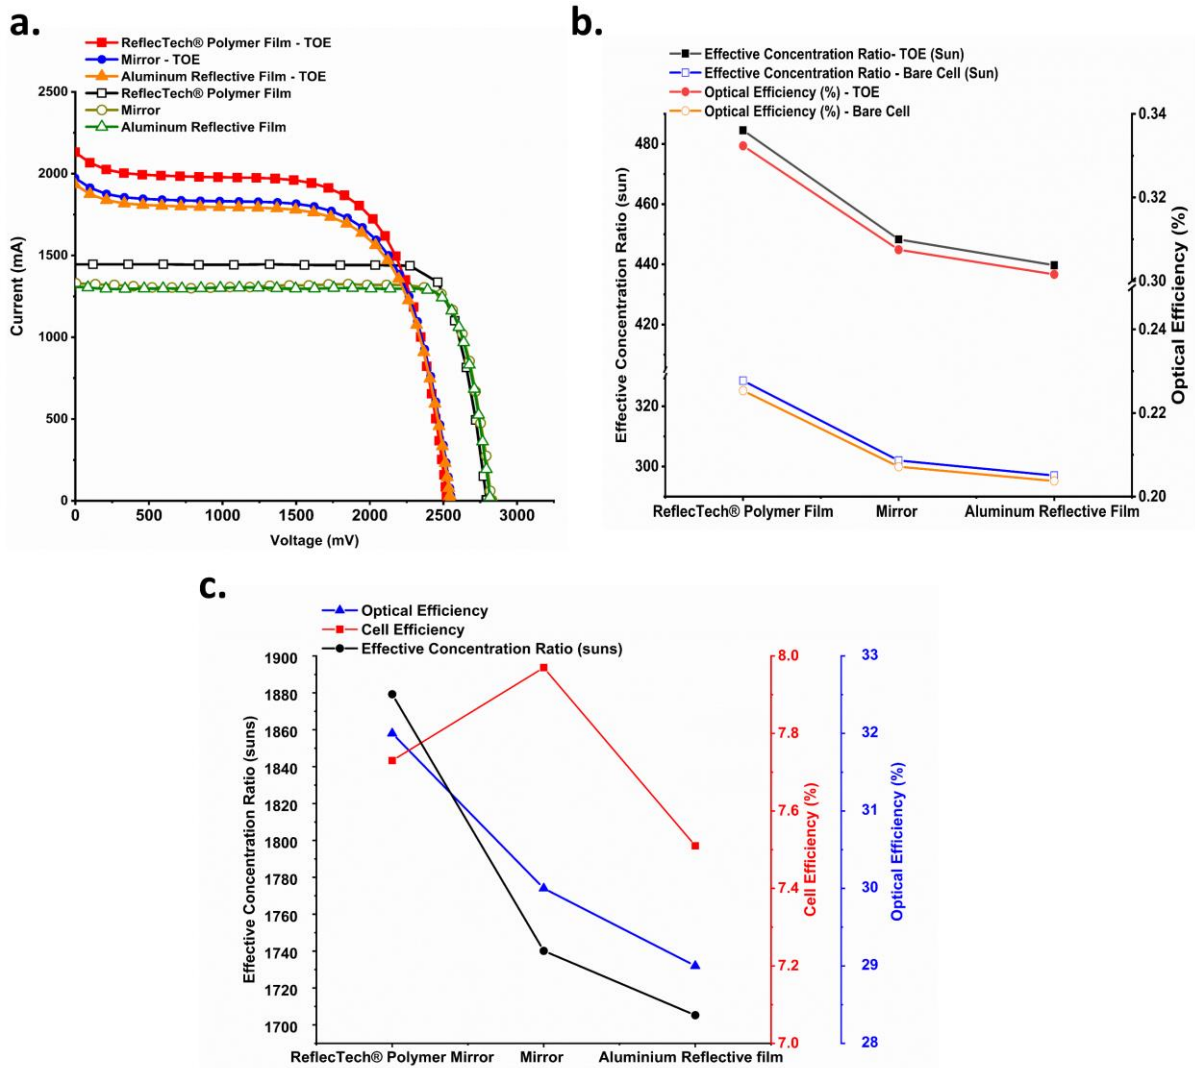 a.
ReflecTech® Polymer Film - TOE
Mirror - TOE
Aluminum Reflective Film - TOE
ReflecTech® Polymer Film
Mirror
Aluminum Reflective Film
2500
2000
1500
1000
500
0
Current (mA)
0 500 1000 1500 2000 2500 3000
Voltage (mV)
b.
Effective Concentration Ratio- TOE (Sun)
Effective Concentration Ratio - Bare Cell (Sun)
Optical Efficiency (%) - TOE
Optical Efficiency (%) - Bare Cell
480
460
440
420
320
300
Effective Concentration Ratio (sun)
0.34
0.32
0.30
0.24
0.22
0.20
Optical Efficiency (%)
ReflecTech® Polymer Film Mirror Aluminum Reflective Film
c.
Optical Efficiency
Cell Efficiency
Effective Concentration Ratio (suns)
1900
1880
1860
1840
1820
1800
1780
1760
1740
1720
1700
Effective Concentration Ratio (suns)
8.0
7.8
7.6
7.4
7.2
7.0
Cell Efficiency (%)
33
32
31
30
29
28
Optical Efficiency (%)
ReflecTech® Polymer Mirror Mirror Aluminium Reflective film